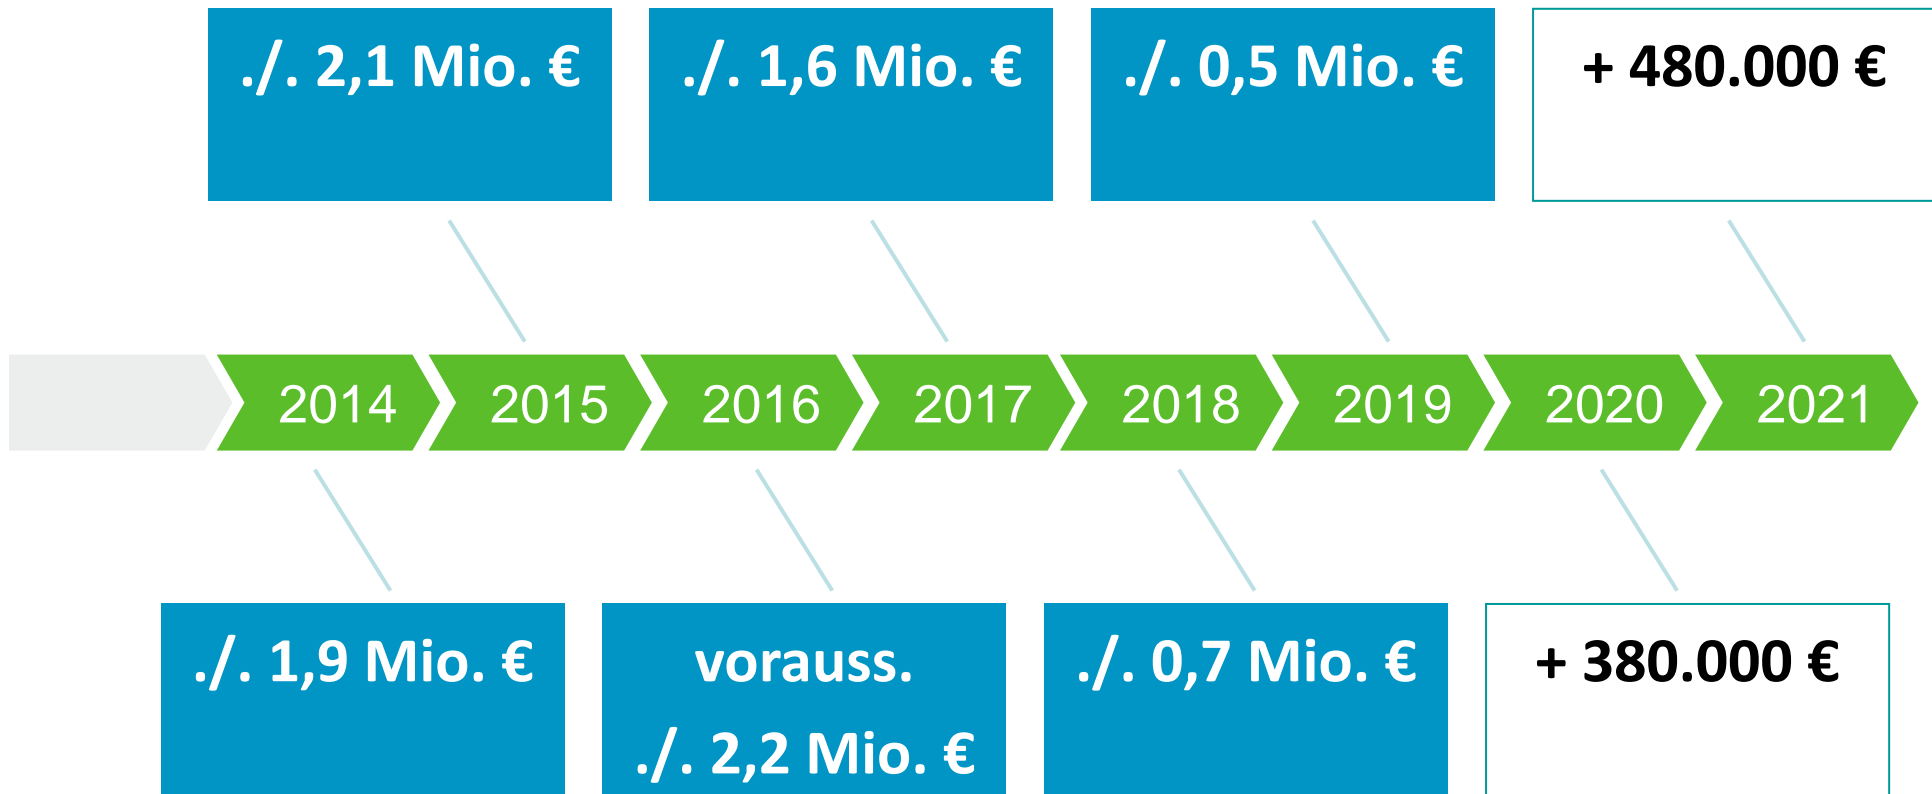 ./. 2,1 Mio. €
./. 1,6 Mio. €
./. 0,5 Mio. €
+ 480.000 €
2014
2015
2016
2017
2018
2019
2020
2021
./. 1,9 Mio. €
vorauss.
./. 2,2 Mio. €
./. 0,7 Mio. €
+ 380.000 €